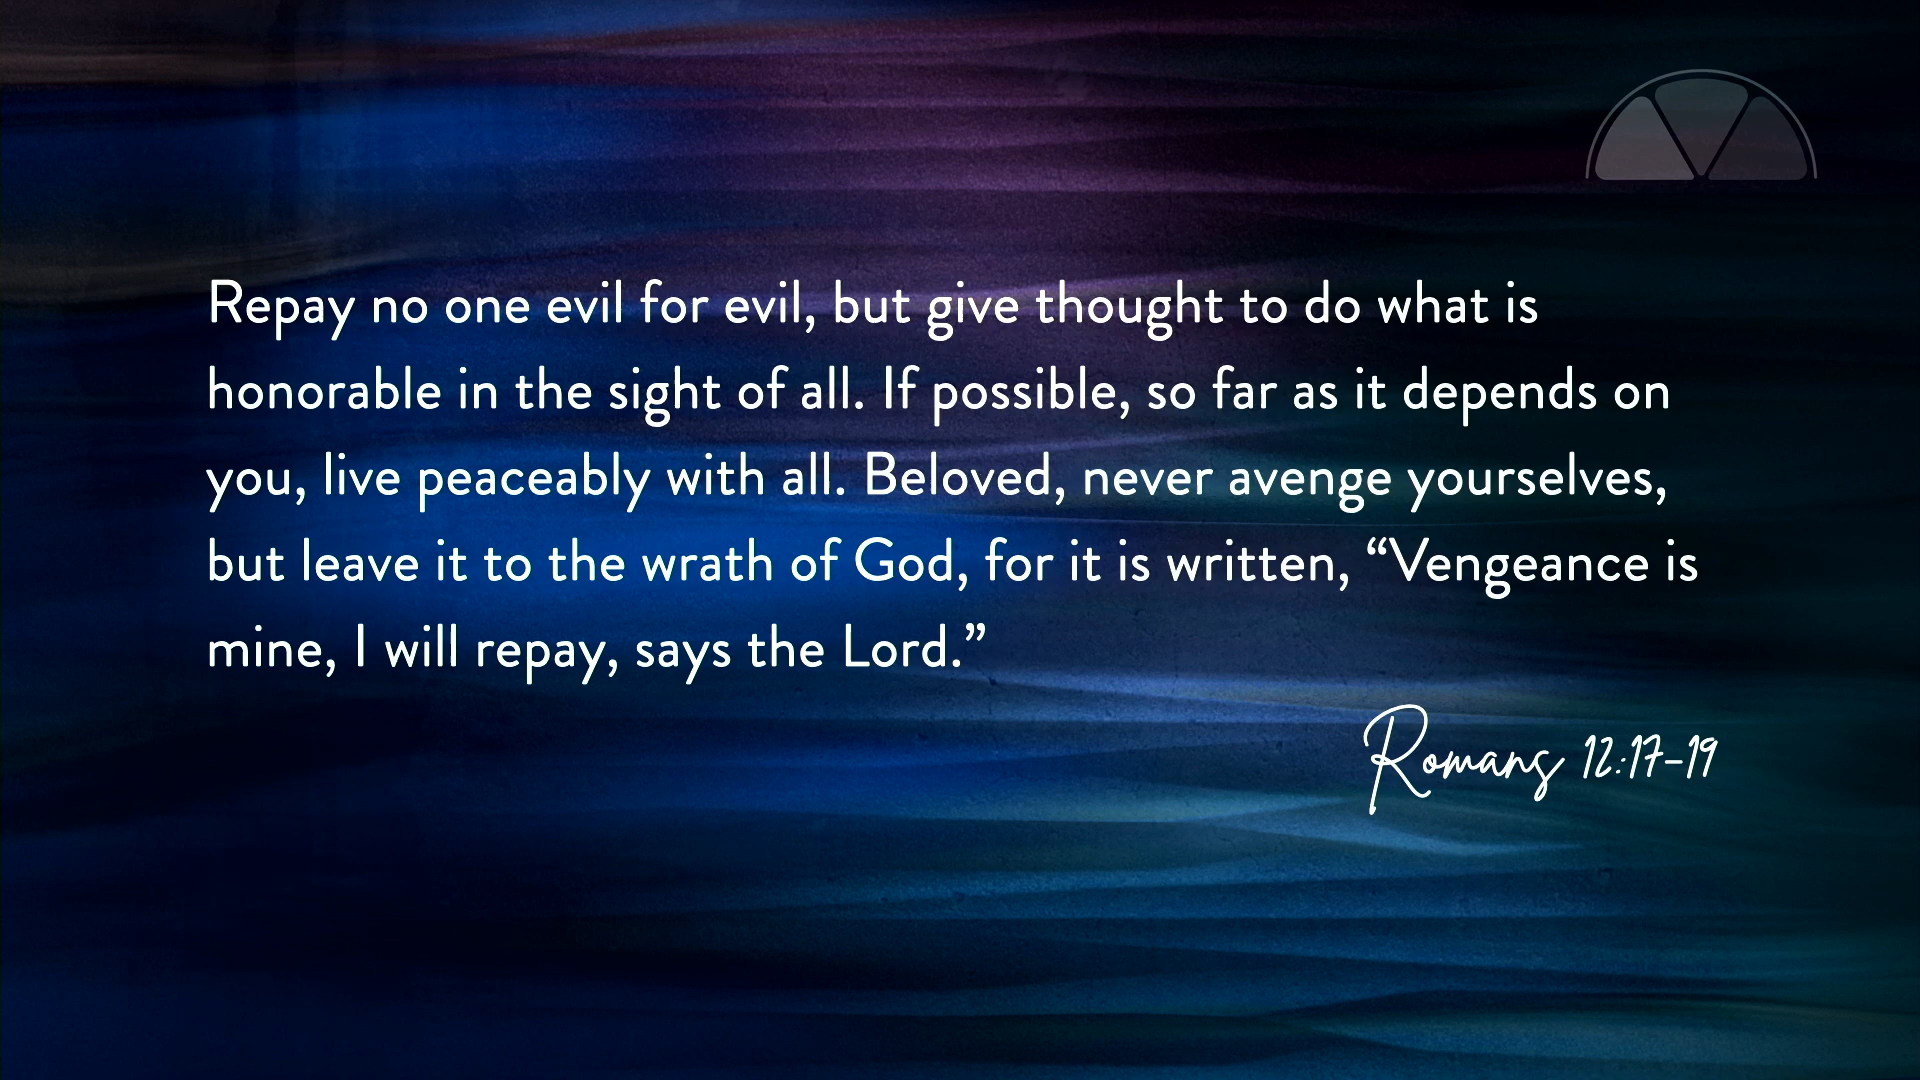 Repay no one evil for evil, but give thought to do what is
honorable in the sight of all. If possible, so far as it depends on
you, live peaceably with all. Beloved, never avenge yourselves,
but leave it to the wrath of God, for it is written, “Vengeance is
mine, I will repay, says the Lord.”
Romans 12:17-19